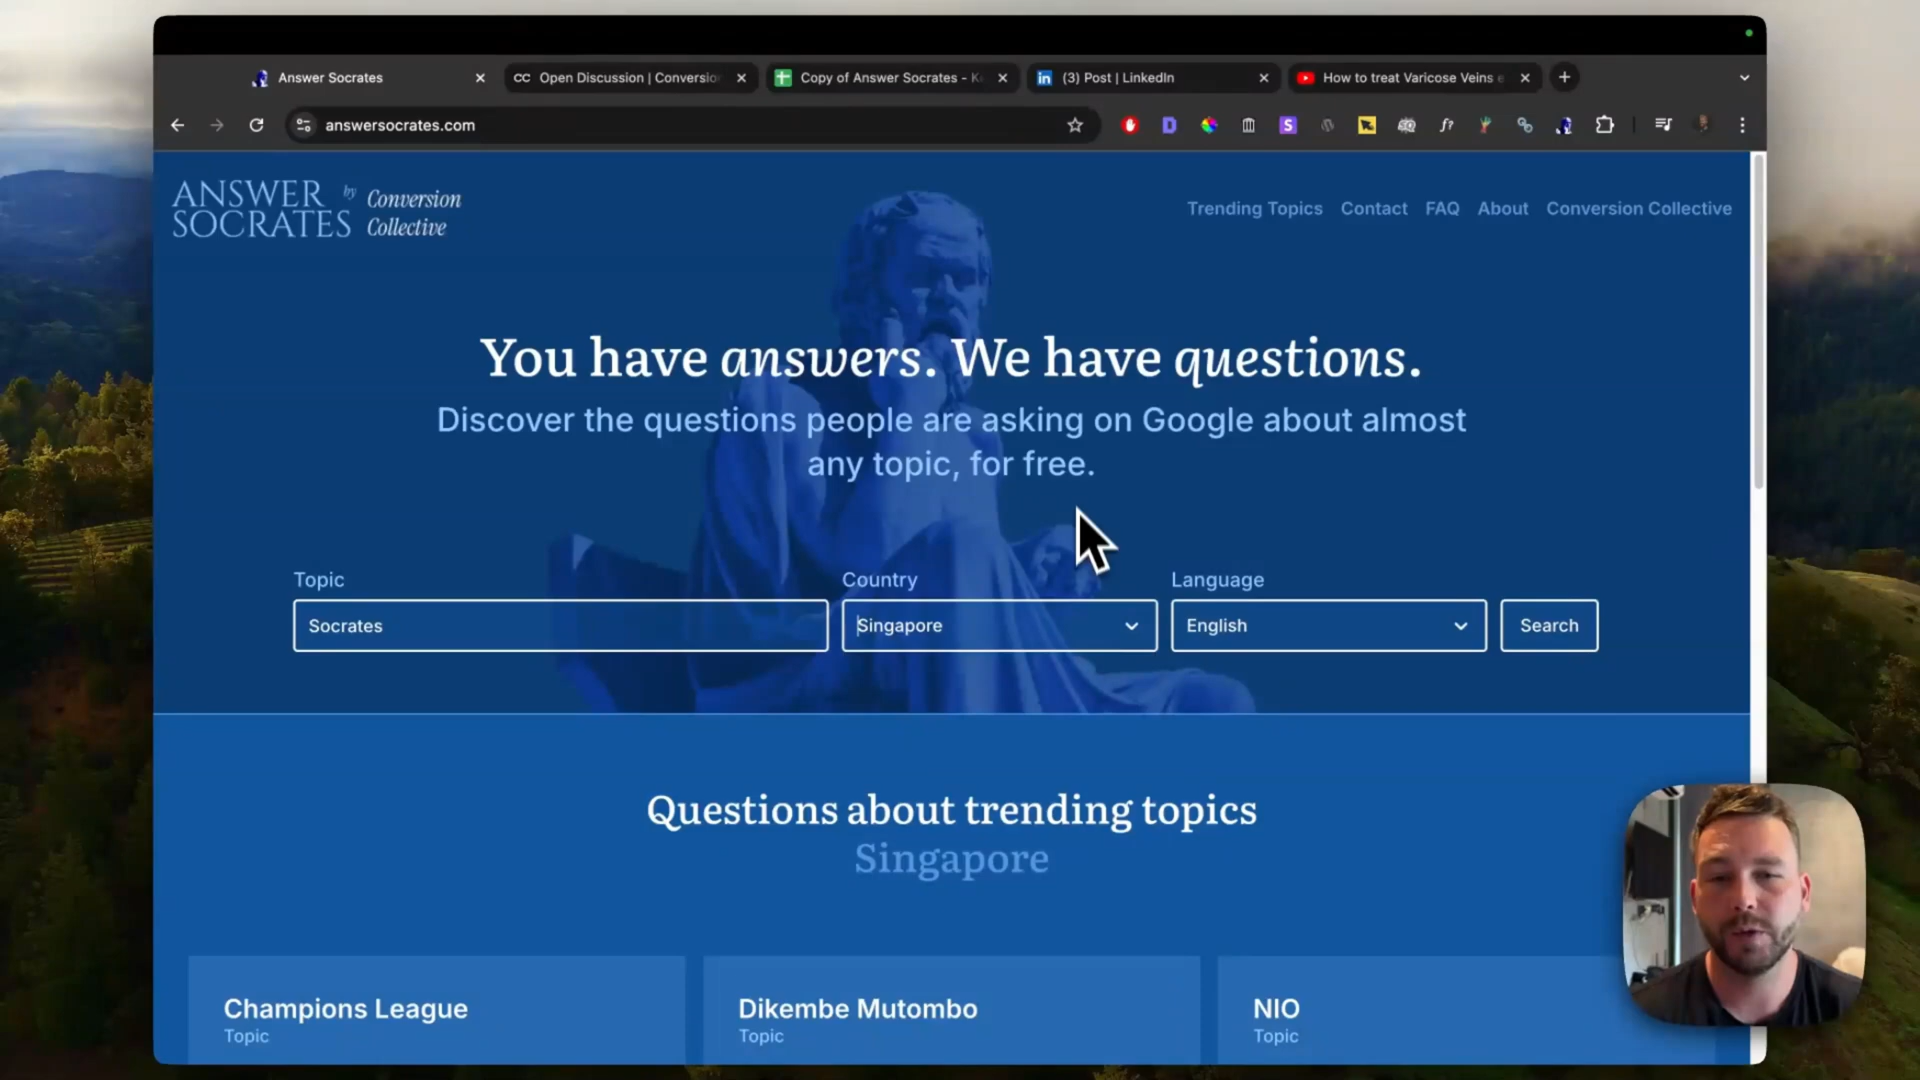 Answer Socrates
CC Open Discussion | Conversio
Copy of Answer Socrates - K
(3) Post | LinkedIn
How to treat Varicose Veins e
answersocrates.com
ANSWER by Conversion
SOCRATES Collective
Trending Topics
Contact
FAQ
About
Conversion Collective
You have answers. We have questions.
Discover the questions people are asking on Google about almost
any topic, for free.
Topic
Country
Language
Socrates
Singapore
English
Search
Questions about trending topics
Singapore
Champions League
Topic
Dikembe Mutombo
Topic
NIO
Topic